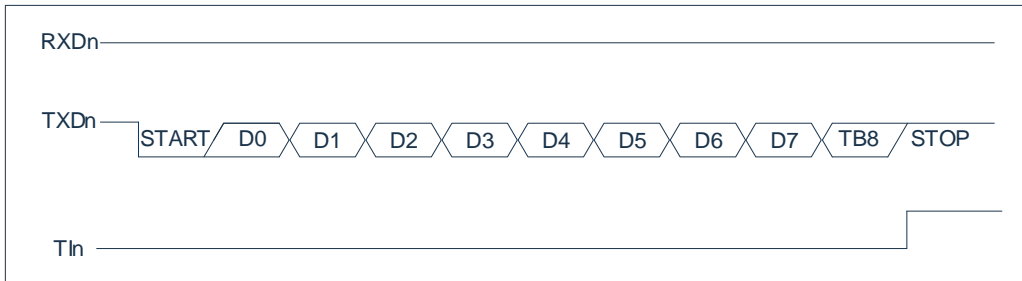 RXDn
TXDn
START D0 D1 D2 D3 D4 D5 D6 D7 TB8 STOP
TIn